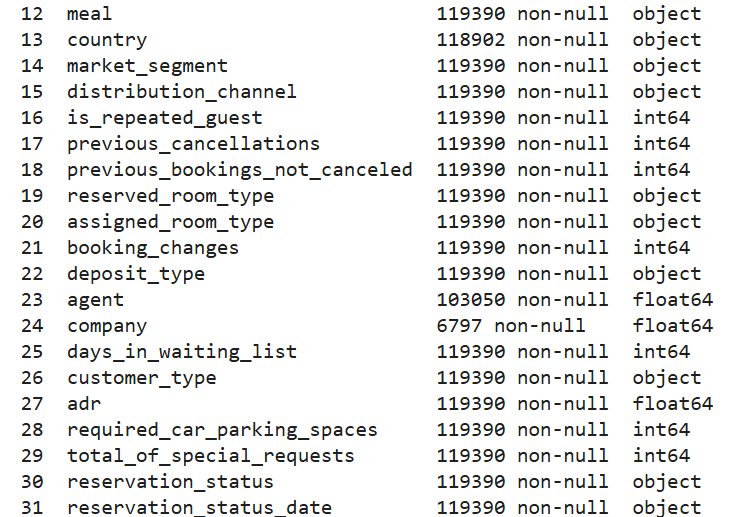 12 meal 119390 non-null object
13 country 118902 non-null object
14 market_segment 119390 non-null object
15 distribution_channel 119390 non-null object
16 is_repeated_guest 119390 non-null int64
17 previous_cancellations 119390 non-null int64
18 previous_bookings_not_canceled 119390 non-null int64
19 reserved_room_type 119390 non-null object
20 assigned_room_type 119390 non-null object
21 booking_changes 119390 non-null int64
22 deposit_type 119390 non-null object
23 agent 103050 non-null float64
24 company 6797 non-null float64
25 days_in_waiting_list 119390 non-null int64
26 customer_type 119390 non-null object
27 adr 119390 non-null float64
28 required_car_parking_spaces 119390 non-null int64
29 total_of_special_requests 119390 non-null int64
30 reservation_status 119390 non-null object
31 reservation_status_date 119390 non-null object